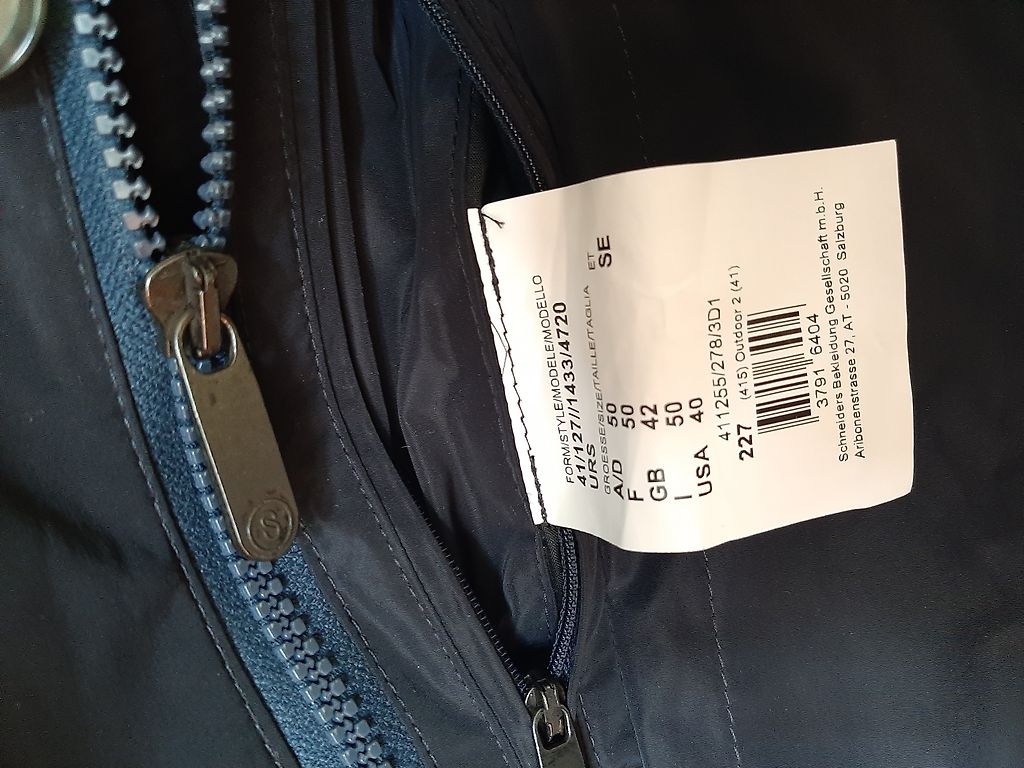 FORM/STYLE/MODELE/MODELLO
41/127/1433/4720
URS
GROESSE/SIZE/TAILLE/TAGLIA ET
A/D 50 SE
F 50
GB 42
I 50
USA 40
411255/278/3D1
227 (415) Outdoor 2 (41)
3791 6404
Schneiders Bekleidung Gesellschaft m.b.H.
Aribonenstrasse 27, AT - 5020 Salzburg
S